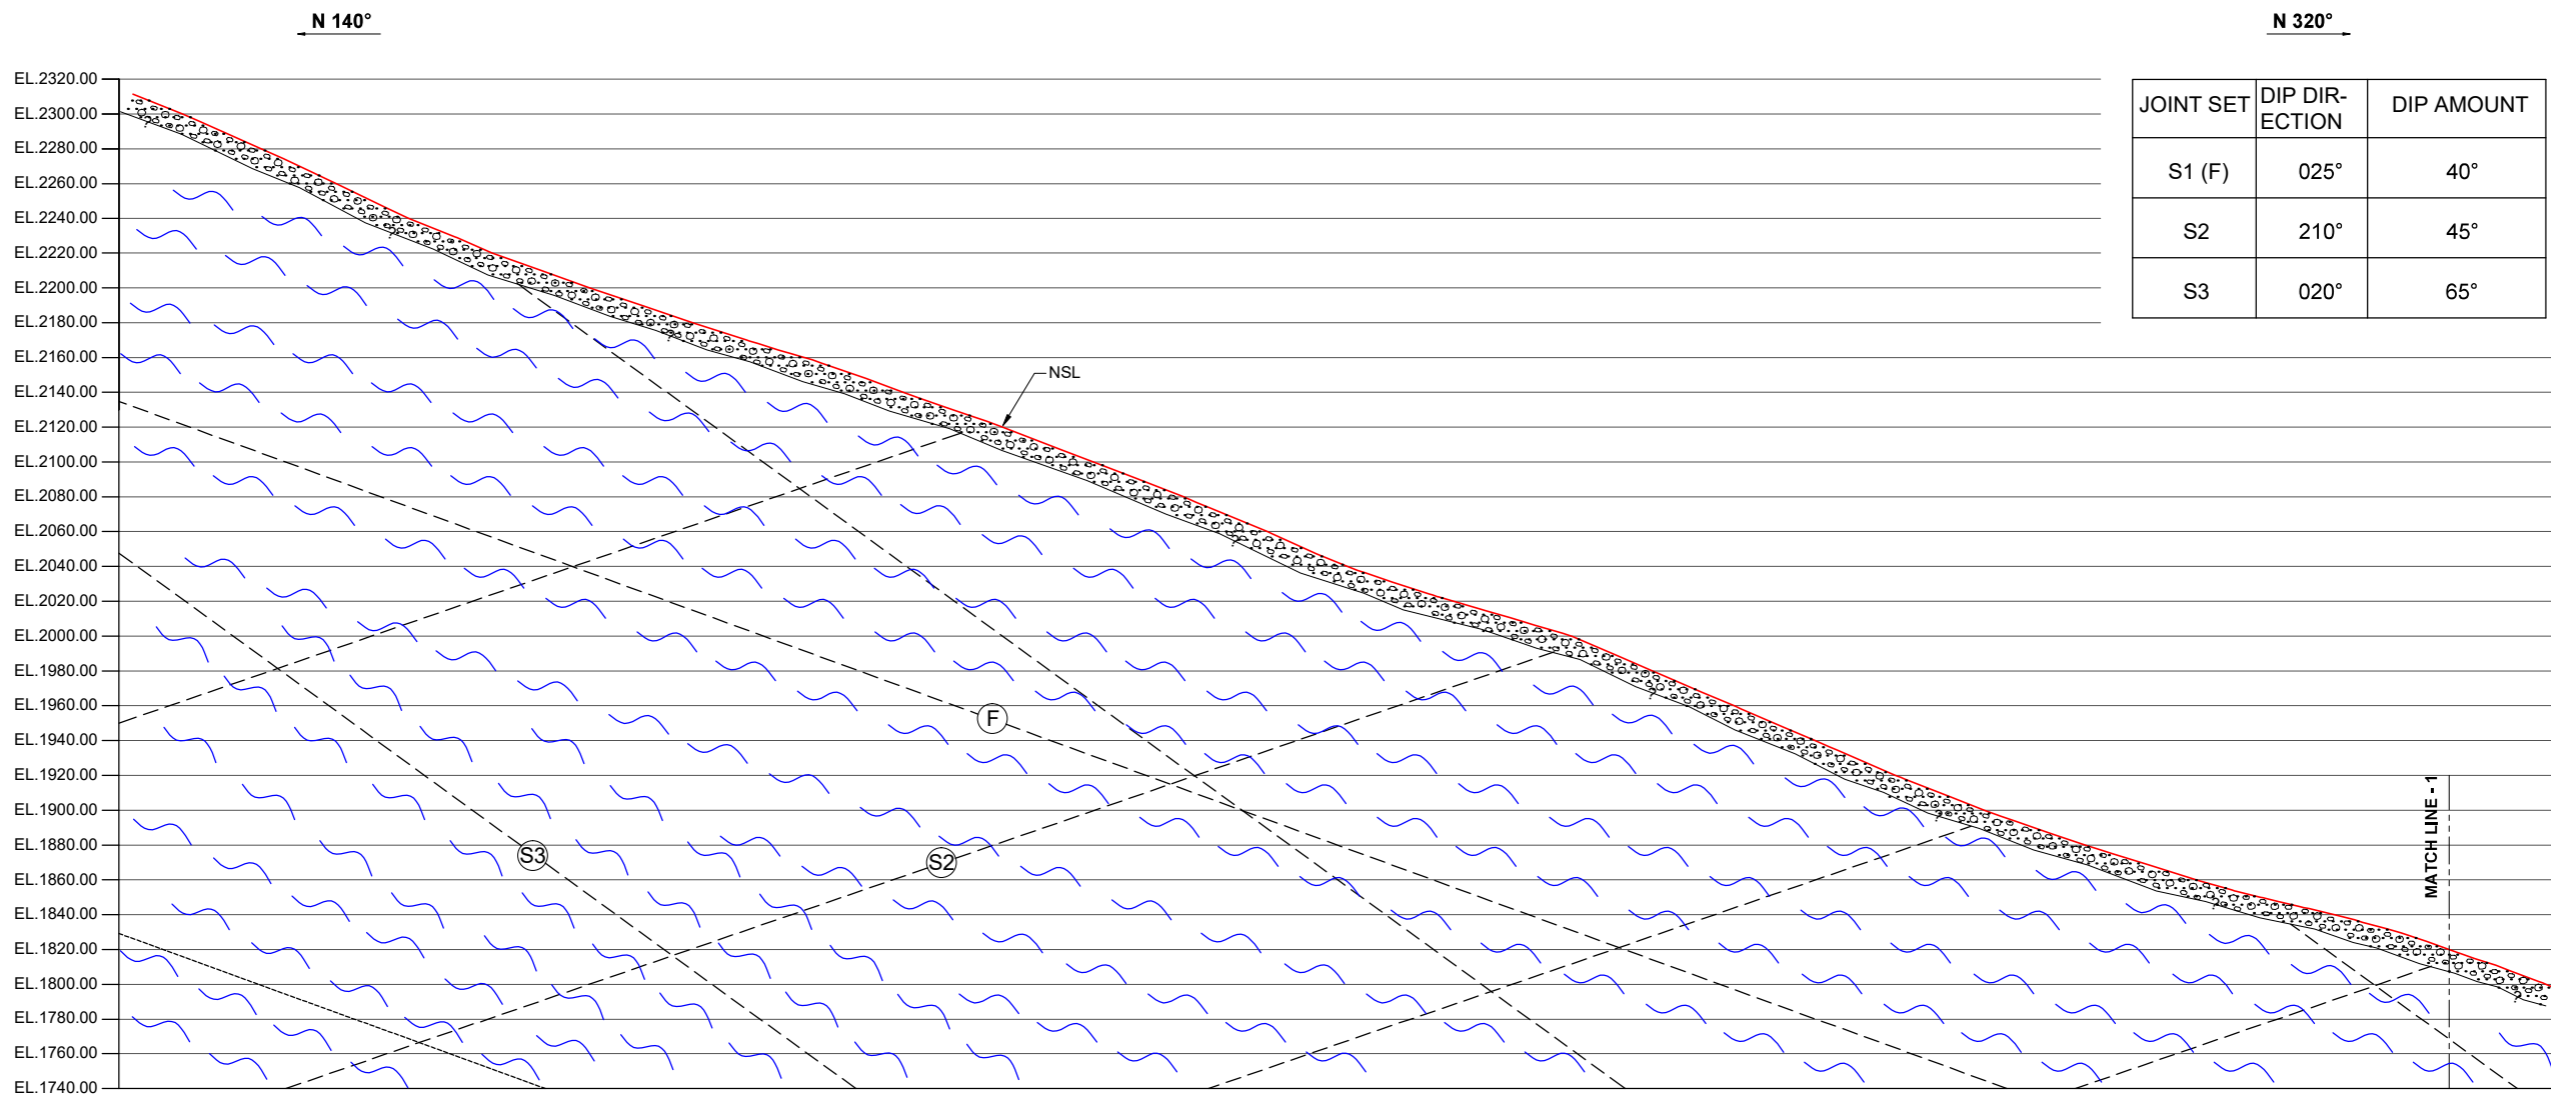 N 140°
N 320°
EL.2320.00
EL.2300.00
EL.2280.00
EL.2260.00
EL.2240.00
EL.2220.00
EL.2200.00
EL.2180.00
EL.2160.00
EL.2140.00
EL.2120.00
EL.2100.00
EL.2080.00
EL.2060.00
EL.2040.00
EL.2020.00
EL.2000.00
EL.1980.00
EL.1960.00
EL.1940.00
EL.1920.00
EL.1900.00
EL.1880.00
EL.1860.00
EL.1840.00
EL.1820.00
EL.1800.00
EL.1780.00
EL.1760.00
EL.1740.00
JOINT SET DIP DIR- DIP AMOUNT
ECTION
S1 (F) 025° 40°
S2 210° 45°
S3 020° 65°
NSL
?
?
?
?
?
?
?
?
F
S3
S2
MATCH LINE - 1